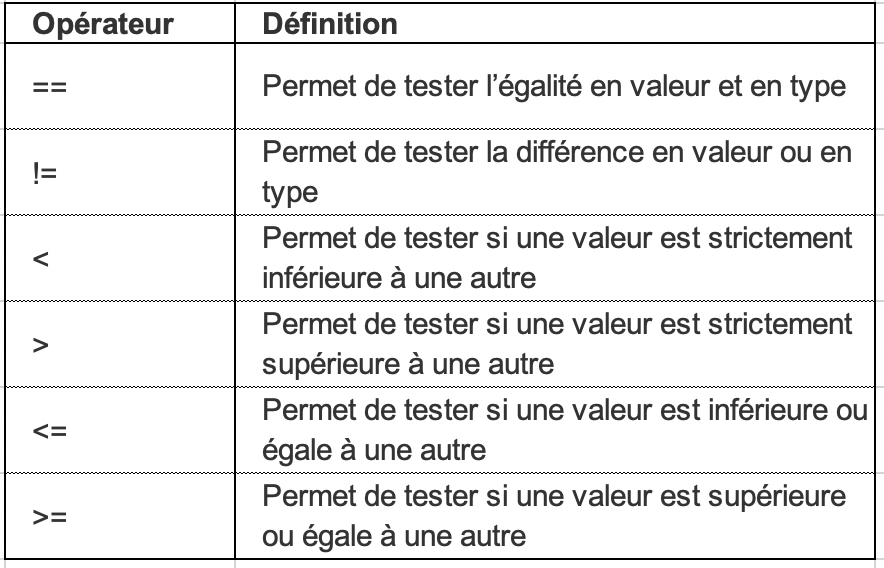 Opérateur Définition
== Permet de tester l’égalité en valeur et en type
Permet de tester la différence en valeur ou en
!= type
Permet de tester si une valeur est strictement
< inférieure à une autre
Permet de tester si une valeur est strictement
> supérieure à une autre
Permet de tester si une valeur est inférieure ou
<= égale à une autre
Permet de tester si une valeur est supérieure
>= ou égale à une autre